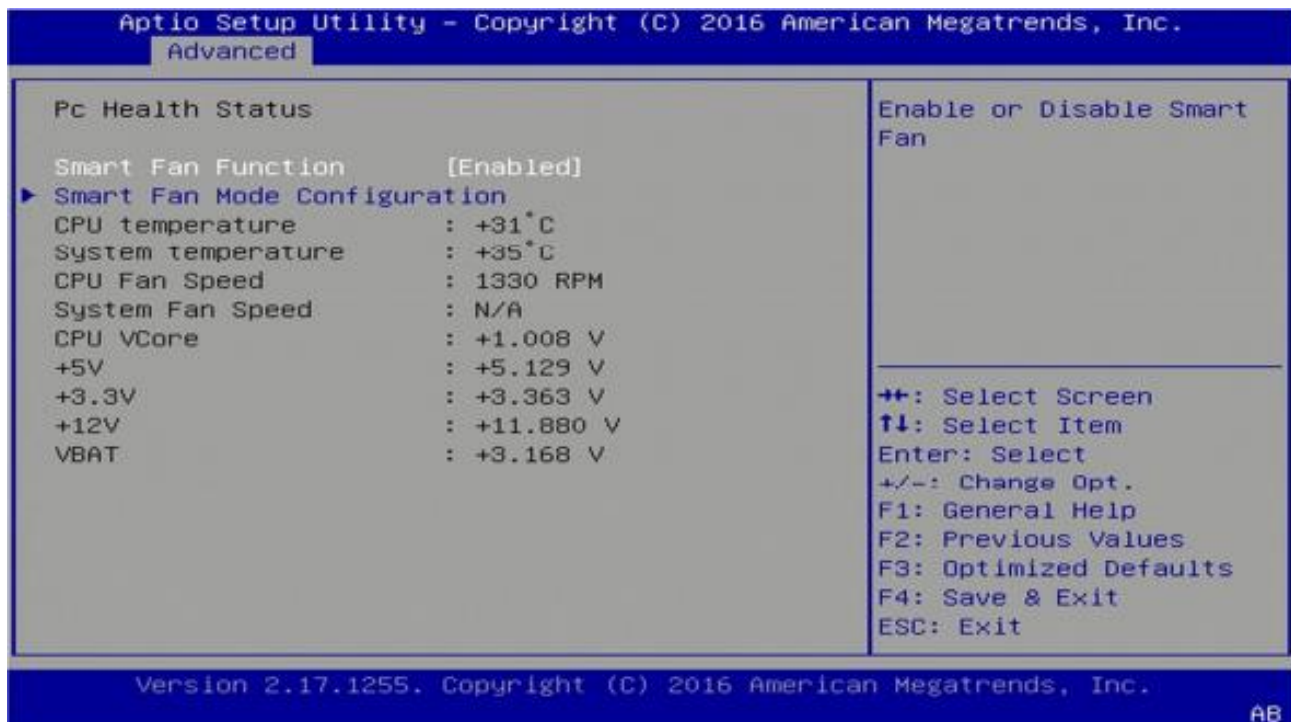 Aptio Setup Utility – Copyright (C) 2016 American Megatrends, Inc.
Advanced
Pc Health Status
Smart Fan Function [Enabled]
► Smart Fan Mode Configuration
CPU temperature : +31°C
System temperature : +35°C
CPU Fan Speed : 1330 RPM
System Fan Speed : N/A
CPU VCore : +1.008 V
+5V : +5.129 V
+3.3V : +3.363 V
+12V : +11.880 V
VBAT : +3.168 V
Enable or Disable Smart
Fan
→←: Select Screen
↑↓: Select Item
Enter: Select
+/-: Change Opt.
F1: General Help
F2: Previous Values
F3: Optimized Defaults
F4: Save & Exit
ESC: Exit
Version 2.17.1255. Copyright (C) 2016 American Megatrends, Inc.
AB